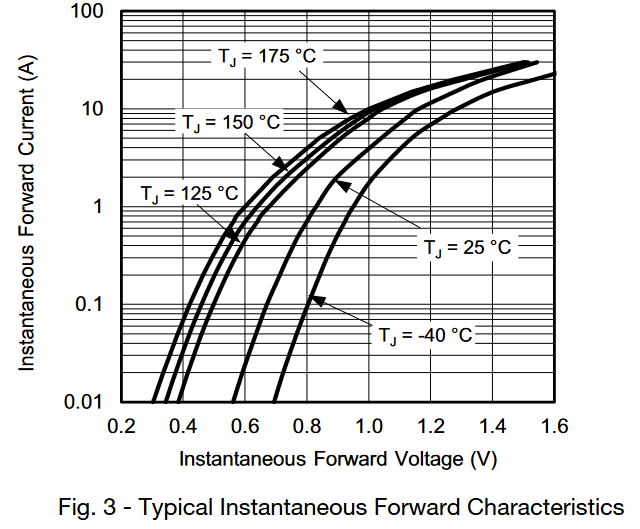 100
10
1
0.1
0.01
Instantaneous Forward Current (A)
TJ = 175 °C
TJ = 150 °C
TJ = 125 °C
TJ = 25 °C
TJ = -40 °C
0.2 0.4 0.6 0.8 1.0 1.2 1.4 1.6
Instantaneous Forward Voltage (V)
Fig. 3 - Typical Instantaneous Forward Characteristics